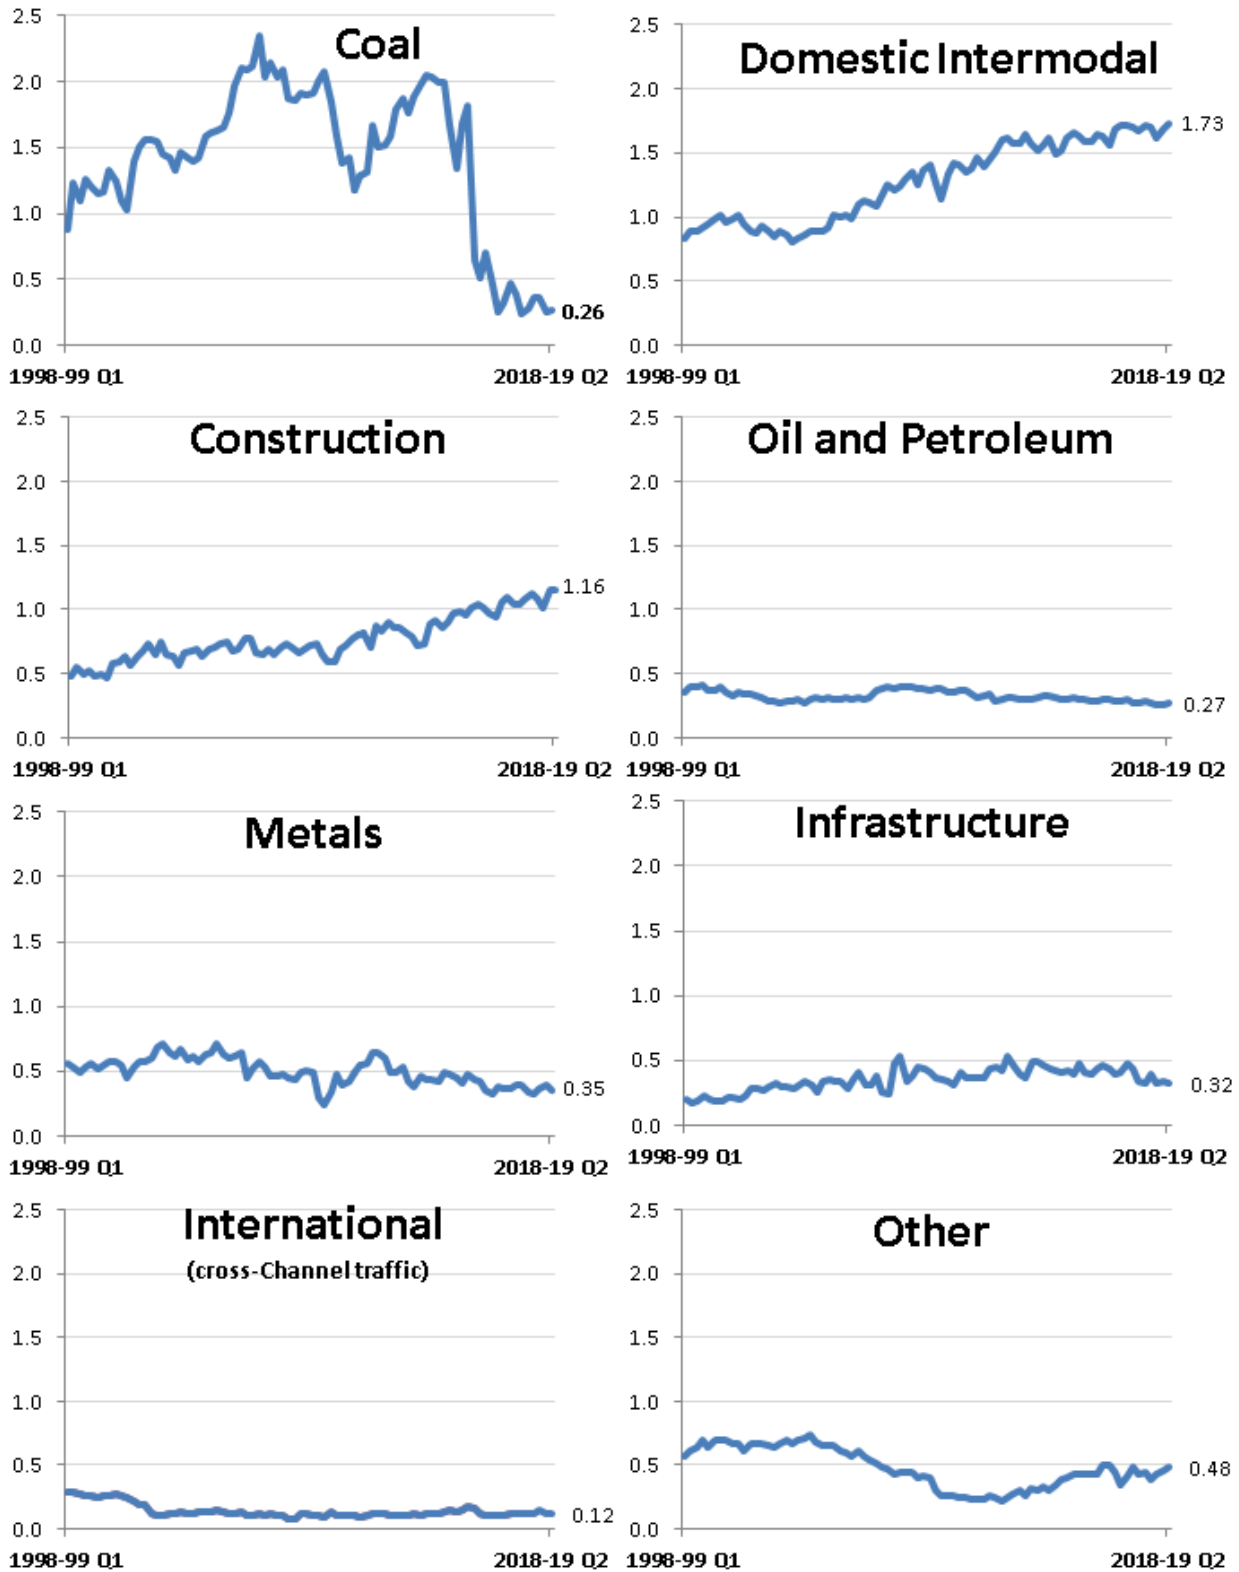 Coal
2.5
2.0
1.5
1.0
0.5
0.0
0.26
1998-99 Q1
2018-19 Q2
Domestic Intermodal
2.5
2.0
1.5
1.0
0.5
0.0
1.73
1998-99 Q1
2018-19 Q2
Construction
2.5
2.0
1.5
1.0
0.5
0.0
1.16
1998-99 Q1
2018-19 Q2
Oil and Petroleum
2.5
2.0
1.5
1.0
0.5
0.0
0.27
1998-99 Q1
2018-19 Q2
Metals
2.5
2.0
1.5
1.0
0.5
0.0
0.35
1998-99 Q1
2018-19 Q2
Infrastructure
2.5
2.0
1.5
1.0
0.5
0.0
0.32
1998-99 Q1
2018-19 Q2
International
(cross-Channel traffic)
2.5
2.0
1.5
1.0
0.5
0.0
0.12
1998-99 Q1
2018-19 Q2
Other
2.5
2.0
1.5
1.0
0.5
0.0
0.48
1998-99 Q1
2018-19 Q2